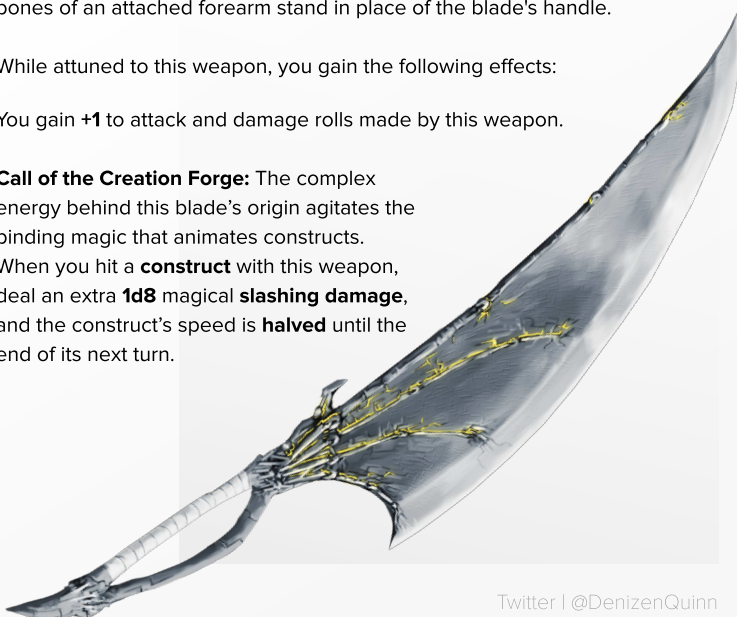 bones of an attached forearm stand in place of the blade's handle.
While attuned to this weapon, you gain the following effects:
You gain +1 to attack and damage rolls made by this weapon.
Call of the Creation Forge: The complex
energy behind this blade’s origin agitates the
binding magic that animates constructs.
When you hit a construct with this weapon,
deal an extra 1d8 magical slashing damage,
and the construct’s speed is halved until the
end of its next turn.
Twitter | @DenizenQuinn